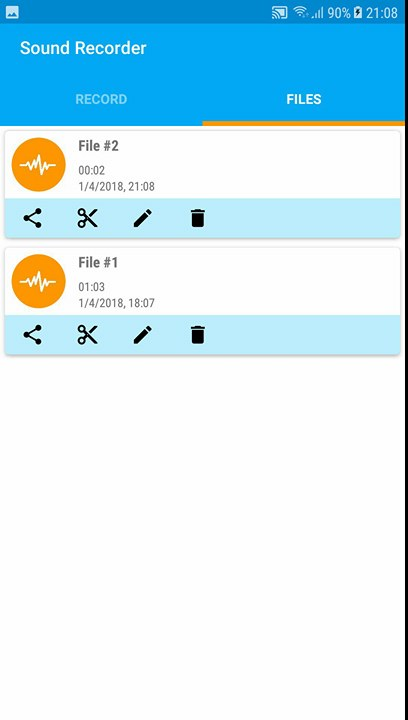 90% 21:08
Sound Recorder
RECORD FILES
File #2
00:02
1/4/2018, 21:08
File #1
01:03
1/4/2018, 18:07